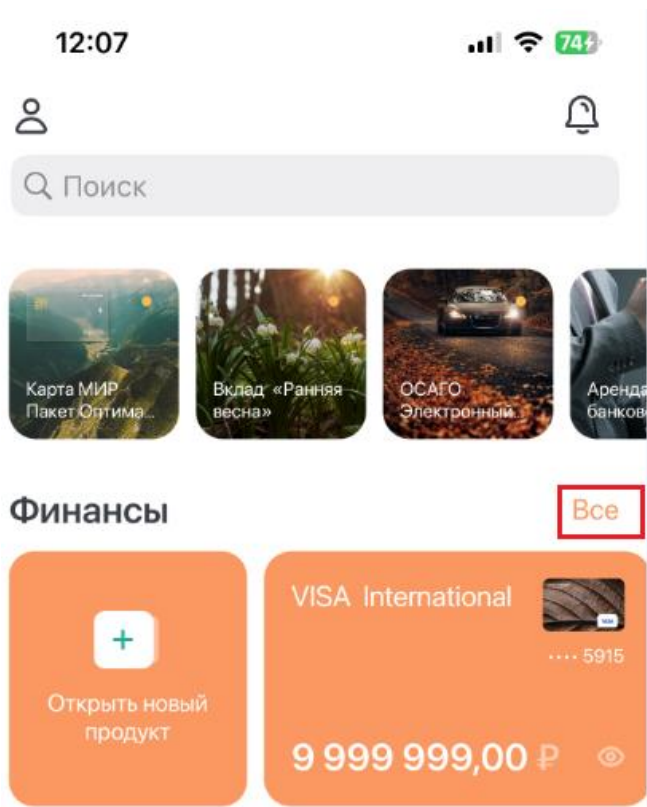 12:07
74
Поиск
Карта МИР
Пакет Оптима...
Вклад «Ранняя
весна»
ОСАГО
Электронный...
Аренда
банков
Финансы
Все
Открыть новый
продукт
VISA International
VISA
···· 5915
9 999 999,00 ₽